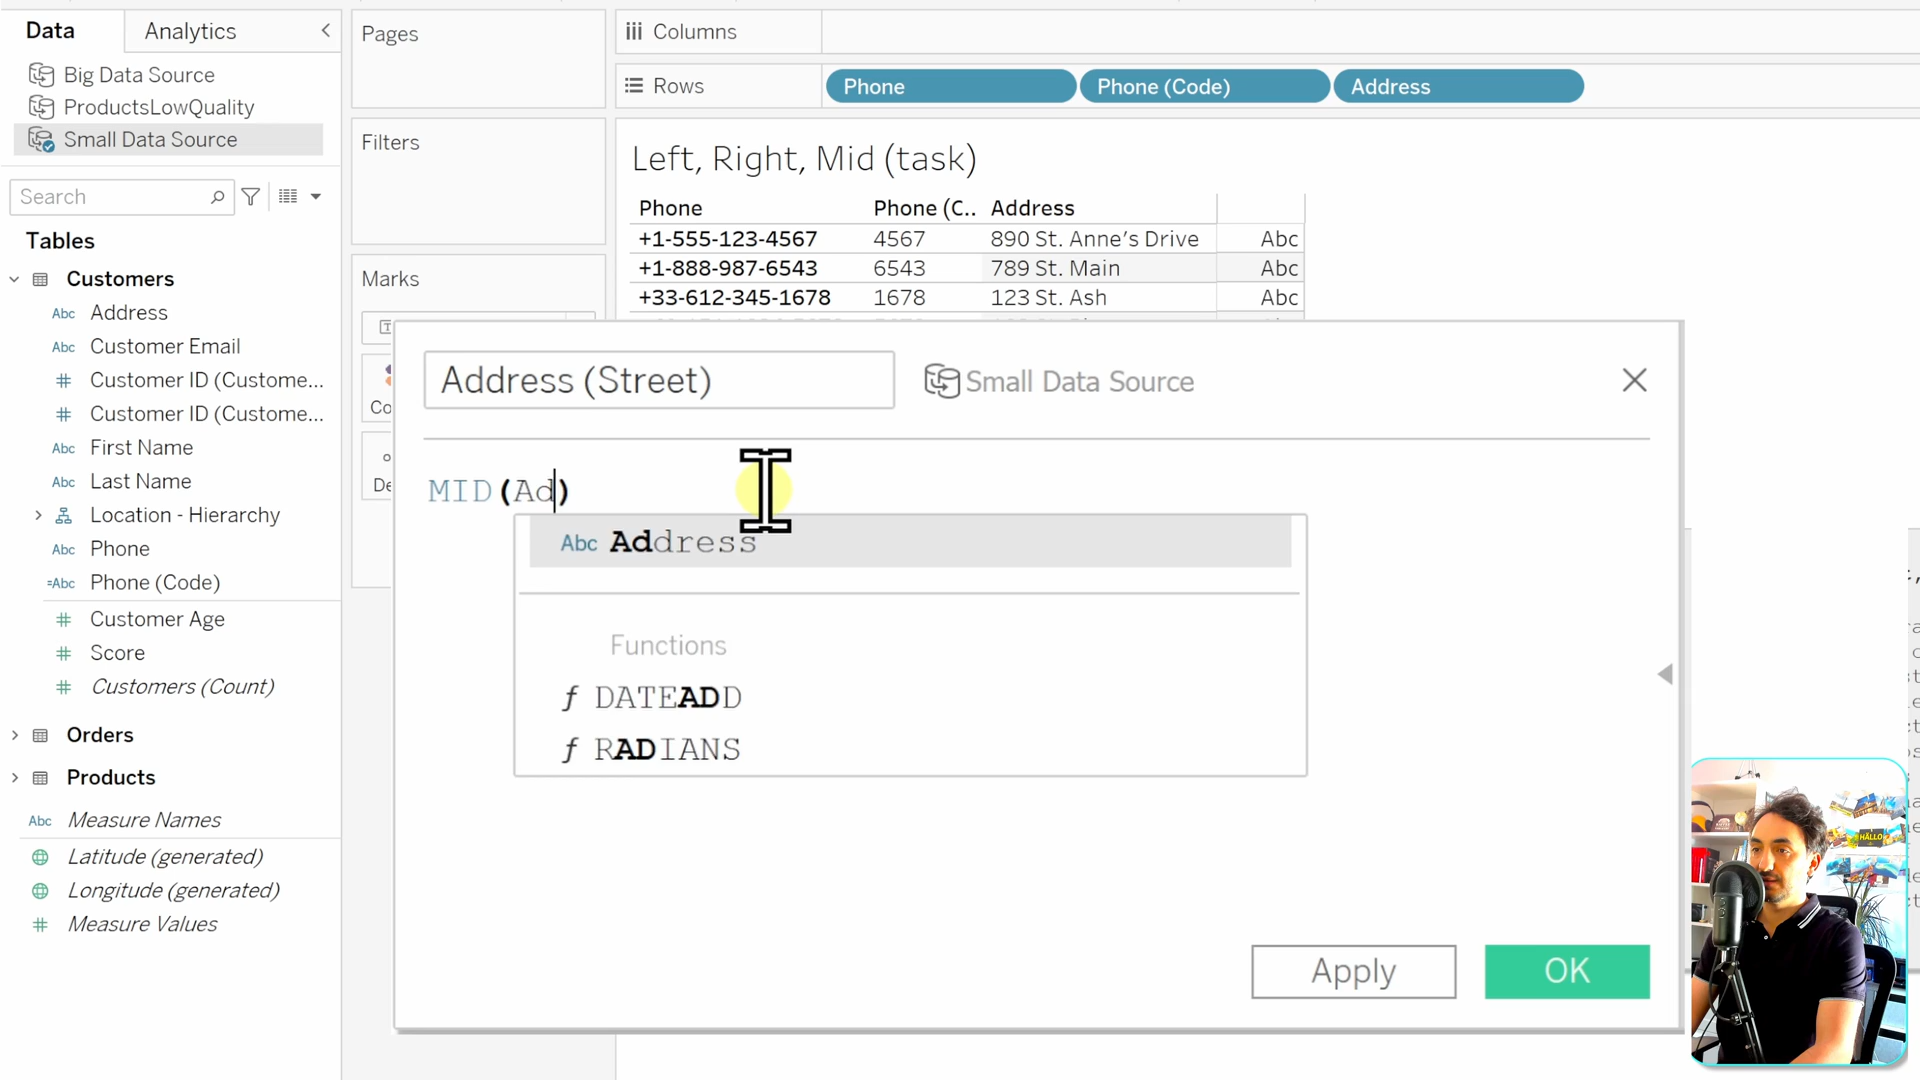 Data
Analytics
Big Data Source
ProductsLowQuality
Small Data Source
Search
Tables
Customers
Abc Address
Abc Customer Email
# Customer ID (Custome...
# Customer ID (Custome...
Abc First Name
Abc Last Name
Location - Hierarchy
Abc Phone
=Abc Phone (Code)
# Customer Age
# Score
# Customers (Count)
Orders
Products
Abc Measure Names
Latitude (generated)
Longitude (generated)
# Measure Values
Pages
Filters
Marks
Co
De
Columns
Rows
Phone
Phone (Code)
Address
Left, Right, Mid (task)
Phone Phone (C.. Address
+1-555-123-4567 4567 890 St. Anne's Drive Abc
+1-888-987-6543 6543 789 St. Main Abc
+33-612-345-1678 1678 123 St. Ash Abc
Address (Street)
Small Data Source
MID(Ad)
Abc Address
Functions
f DATEADD
f RADIANS
Apply
OK
HALLO